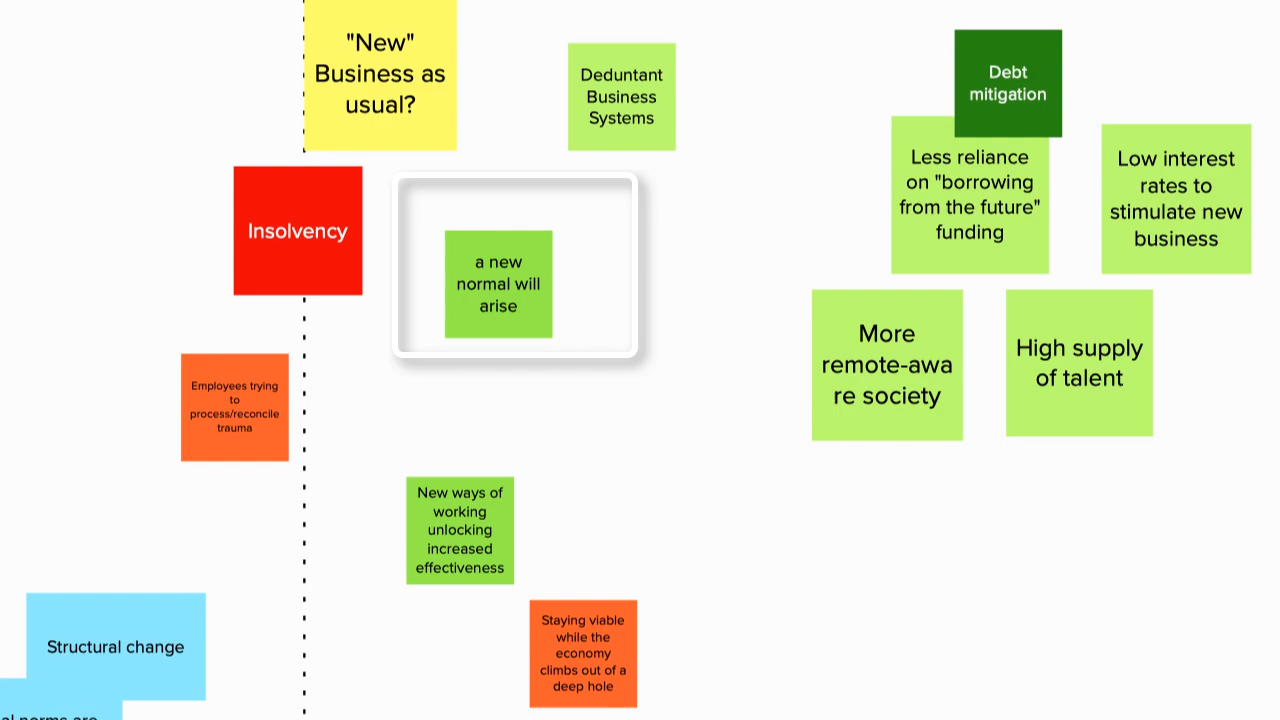 "New"
Business as
usual?
Deduntant
Business
Systems
Debt
mitigation
Less reliance
on "borrowing
from the future"
funding
Low interest
rates to
stimulate new
business
Insolvency
a new
normal will
arise
More
remote-awa
re society
High supply
of talent
Employees trying
to
process/reconcile
trauma
New ways of
working
unlocking
increased
effectiveness
Staying viable
while the
economy
climbs out of a
deep hole
Structural change
norms are